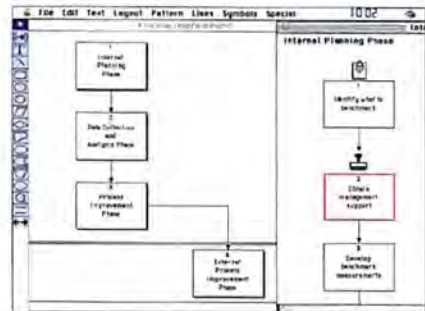 File Edit Text Layout Pattern Lines Symbols Special 10:02
Internal Planning Phase
1
Internal
Planning
Phase
2
Data Collection
and
Analysis Phase
3
Process
Improvement
Phase
4
External
Process
Improvement
Phase
1
Identify what to
benchmark
2
Obtain
management
support
3
Develop
benchmark
measurements